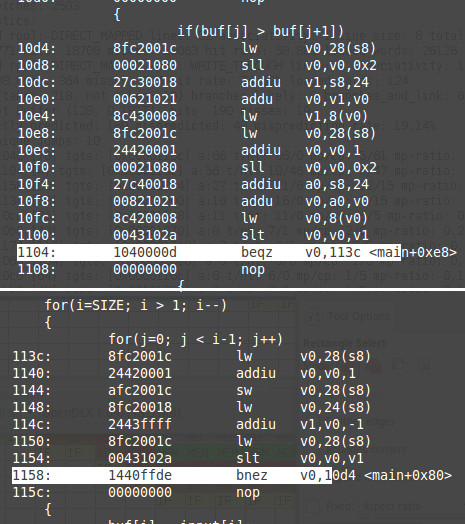 10d0: 00000000 nop
{
if(buf[j] > buf[j+1])
10d4: 8fc2001c lw v0,28(s8)
10d8: 00021080 sll v0,v0,0x2
10dc: 27c30018 addiu v1,s8,24
10e0: 00621021 addu v0,v1,v0
10e4: 8c430008 lw v1,8(v0)
10e8: 8fc2001c lw v0,28(s8)
10ec: 24420001 addiu v0,v0,1
10f0: 00021080 sll v0,v0,0x2
10f4: 27c40018 addiu a0,s8,24
10f8: 00821021 addu v0,a0,v0
10fc: 8c420008 lw v0,8(v0)
1100: 0043102a slt v0,v0,v1
1104: 1040000d beqz v0,113c <main+0xe8>
1108: 00000000 nop
{
for(i=SIZE; i > 1; i--)
{
for(j=0; j < i-1; j++)
113c: 8fc2001c lw v0,28(s8)
1140: 24420001 addiu v0,v0,1
1144: afc2001c sw v0,28(s8)
1148: 8fc20018 lw v0,24(s8)
114c: 2443ffff addiu v1,v0,-1
1150: 8fc2001c lw v0,28(s8)
1154: 0043102a slt v0,v0,v1
1158: 1440ffde bnez v0,10d4 <main+0x80>
115c: 00000000 nop
{